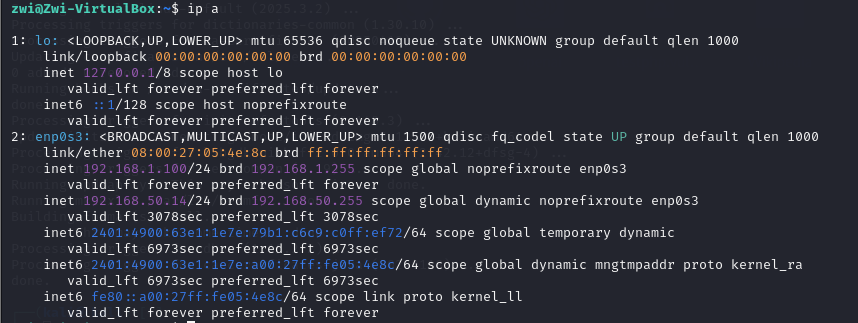 zwi@Zwi-VirtualBox:~$ ip a
1: lo: <LOOPBACK,UP,LOWER_UP> mtu 65536 qdisc noqueue state UNKNOWN group default qlen 1000
link/loopback 00:00:00:00:00:00 brd 00:00:00:00:00:00
inet 127.0.0.1/8 scope host lo
valid_lft forever preferred_lft forever
inet6 ::1/128 scope host noprefixroute
valid_lft forever preferred_lft forever
2: enp0s3: <BROADCAST,MULTICAST,UP,LOWER_UP> mtu 1500 qdisc fq_codel state UP group default qlen 1000
link/ether 08:00:27:05:4e:8c brd ff:ff:ff:ff:ff:ff
inet 192.168.1.100/24 brd 192.168.1.255 scope global noprefixroute enp0s3
valid_lft forever preferred_lft forever
inet 192.168.50.14/24 brd 192.168.50.255 scope global dynamic noprefixroute enp0s3
valid_lft 3078sec preferred_lft 3078sec
inet6 2401:4900:63e1:1e7e:79b1:c6c9:c0ff:ef72/64 scope global temporary dynamic
valid_lft 6973sec preferred_lft 6973sec
inet6 2401:4900:63e1:1e7e:a00:27ff:fe05:4e8c/64 scope global dynamic mngtmpaddr proto kernel_ra
valid_lft 6973sec preferred_lft 6973sec
inet6 fe80::a00:27ff:fe05:4e8c/64 scope link proto kernel_ll
valid_lft forever preferred_lft forever